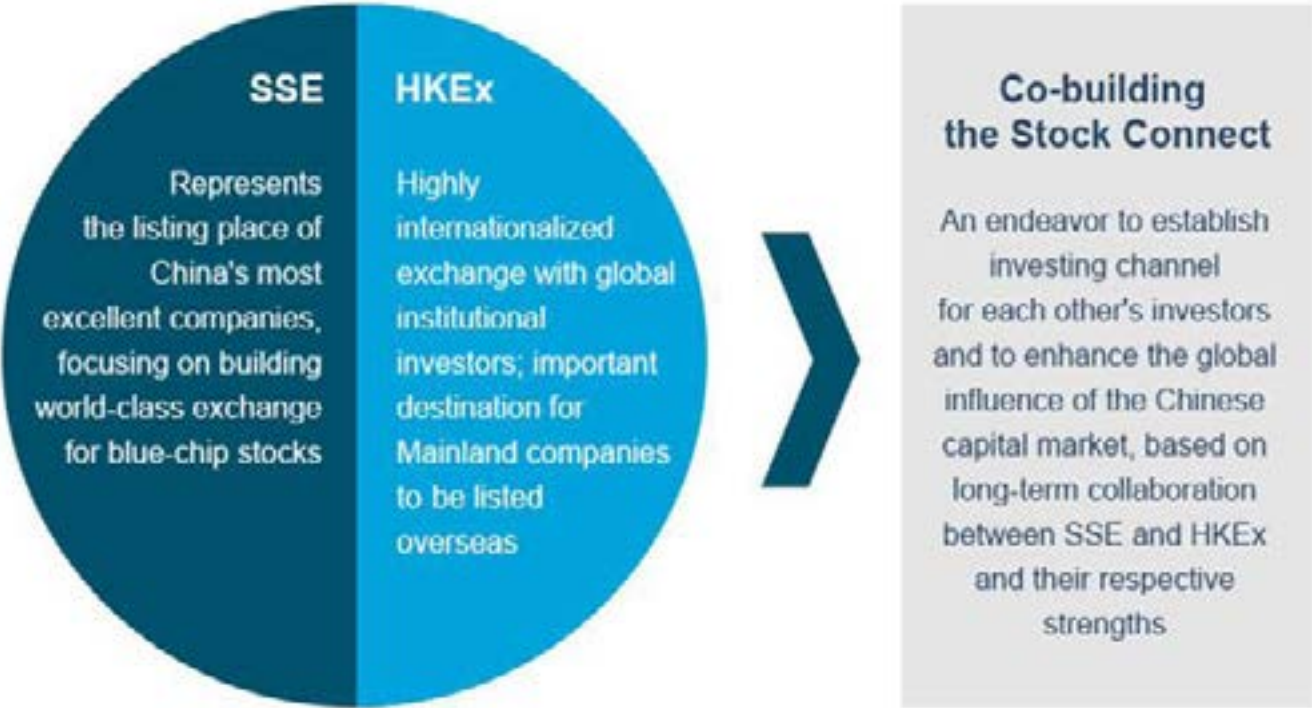 SSE
Represents
the listing place of
China's most
excellent companies,
focusing on building
world-class exchange
for blue-chip stocks
HKEx
Highly
internationalized
exchange with global
institutional
investors; important
destination for
Mainland companies
to be listed
overseas
Co-building
the Stock Connect
An endeavor to establish
investing channel
for each other's investors
and to enhance the global
influence of the Chinese
capital market, based on
long-term collaboration
between SSE and HKEx
and their respective
strengths